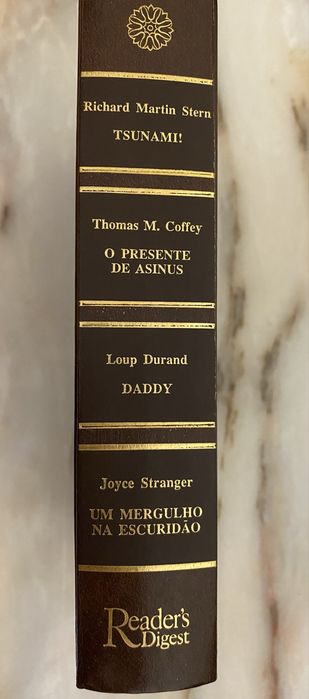 Richard Martin Stern
TSUNAMI!
Thomas M. Coffey
O PRESENTE
DE ASINUS
Loup Durand
DADDY
Joyce Stranger
UM MERGULHO
NA ESCURIDÃO
Reader's
Digest